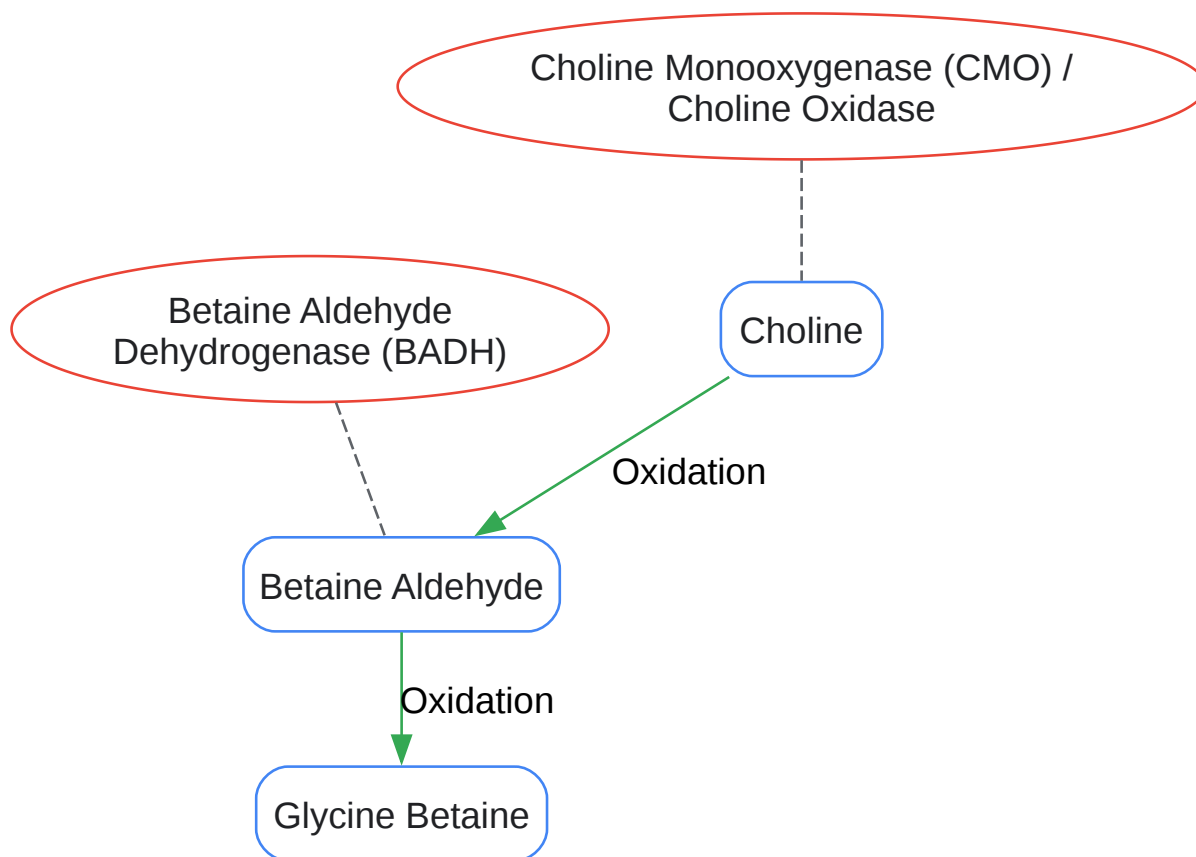 Choline Monooxygenase (CMO) /
Choline Oxidase
Betaine Aldehyde
Dehydrogenase (BADH)
Choline
Oxidation
Betaine Aldehyde
Oxidation
Glycine Betaine